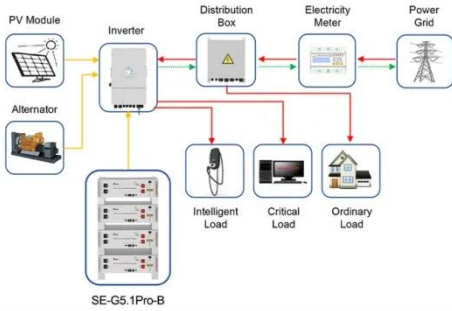 PV Module
Inverter
Distribution
Box
Electricity
Meter
Power
Grid
Alternator
Intelligent
Load
Critical
Load
Ordinary
Load
SE-G5.1Pro-B